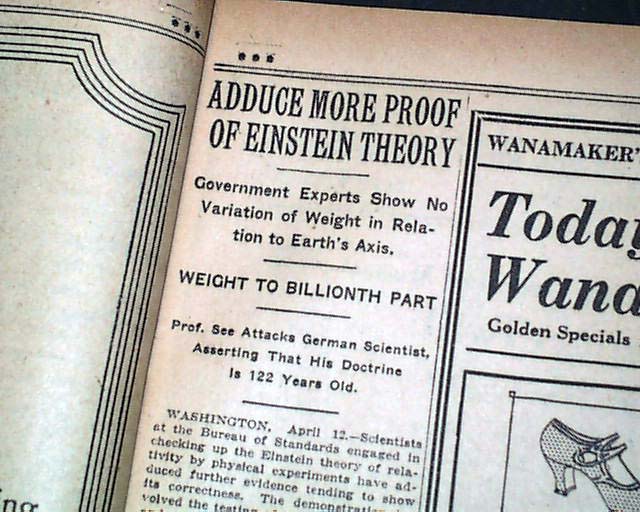 ADDUCE MORE PROOF
OF EINSTEIN THEORY
Government Experts Show No
Variation of Weight in Rela-
tion to Earth's Axis.
WEIGHT TO BILLIONTH PART
Prof. See Attacks German Scientist,
Asserting That His Doctrine
Is 122 Years Old.
WASHINGTON, April 12.—Scientists
at the Bureau of Standards engaged in
checking up the Einstein theory of rela-
tivity by physical experiments have ad-
duced further evidence tending to show
its correctness. The demonstration
volved the testing
WANAMAKER'
Today
Wana
Golden Specials
ng